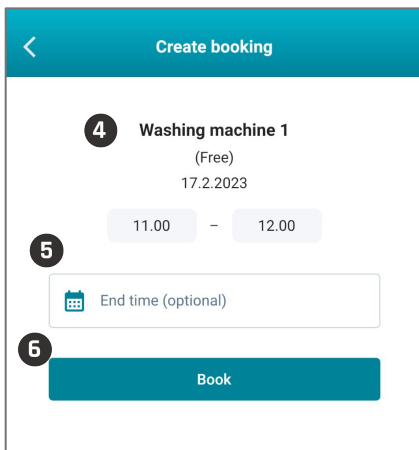 Create booking
4 Washing machine 1
(Free)
17.2.2023
11.00 – 12.00
5
End time (optional)
6
Book